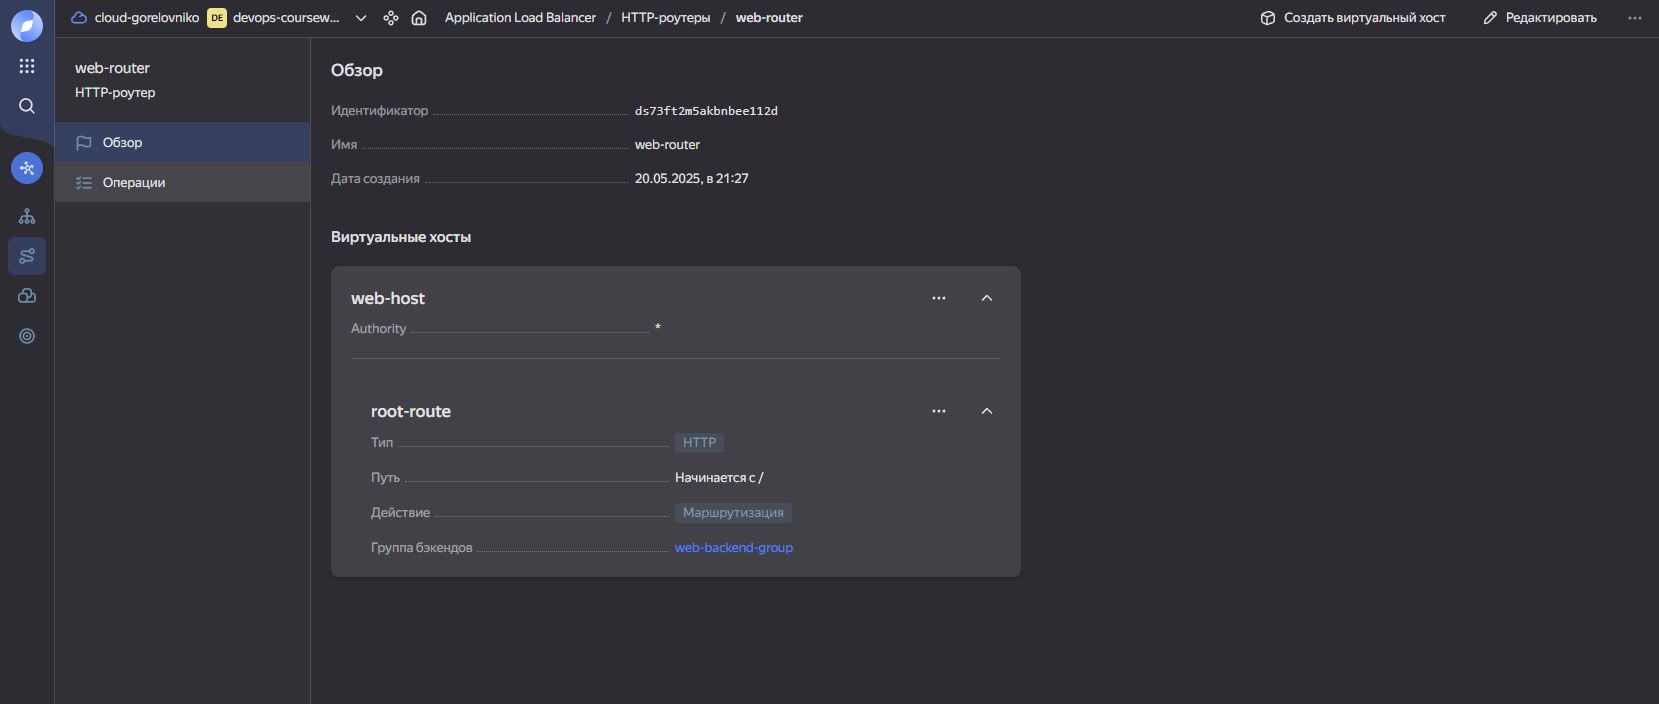 cloud-gorelovniko DE devops-coursew... Application Load Balancer / HTTP-роутеры / web-router Создать виртуальный хост Редактировать
web-router
HTTP-роутер
Обзор
Операции
Обзор
Идентификатор ds73ft2m5akbnbee112d
Имя web-router
Дата создания 20.05.2025, в 21:27
Виртуальные хосты
web-host
Authority *
root-route
Тип HTTP
Путь Начинается с /
Действие Маршрутизация
Группа бэкендов web-backend-group